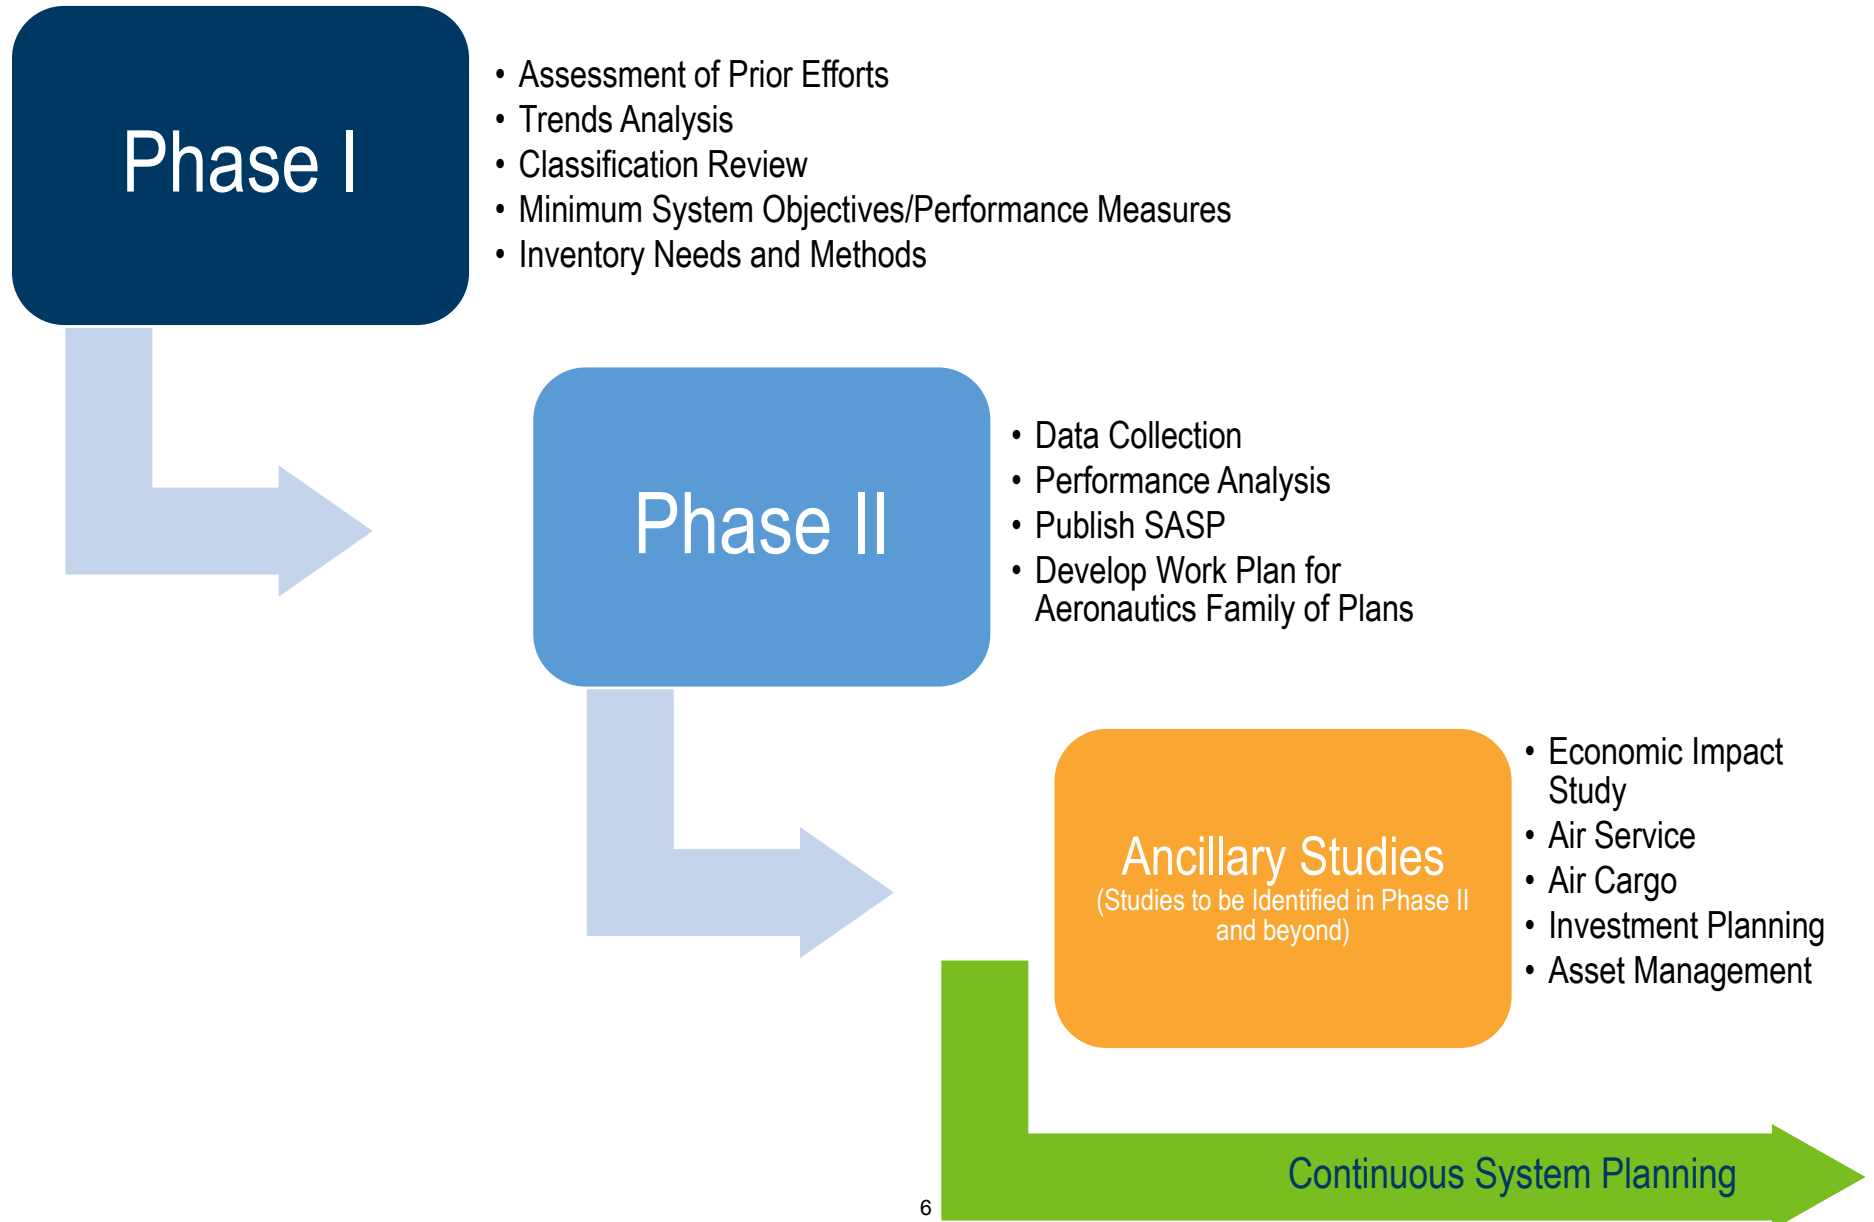 Phase I
• Assessment of Prior Efforts
• Trends Analysis
• Classification Review
• Minimum System Objectives/Performance Measures
• Inventory Needs and Methods
Phase II
• Data Collection
• Performance Analysis
• Publish SASP
• Develop Work Plan for
Aeronautics Family of Plans
Ancillary Studies
(Studies to be Identified in Phase II
and beyond)
• Economic Impact
Study
• Air Service
• Air Cargo
• Investment Planning
• Asset Management
Continuous System Planning
6